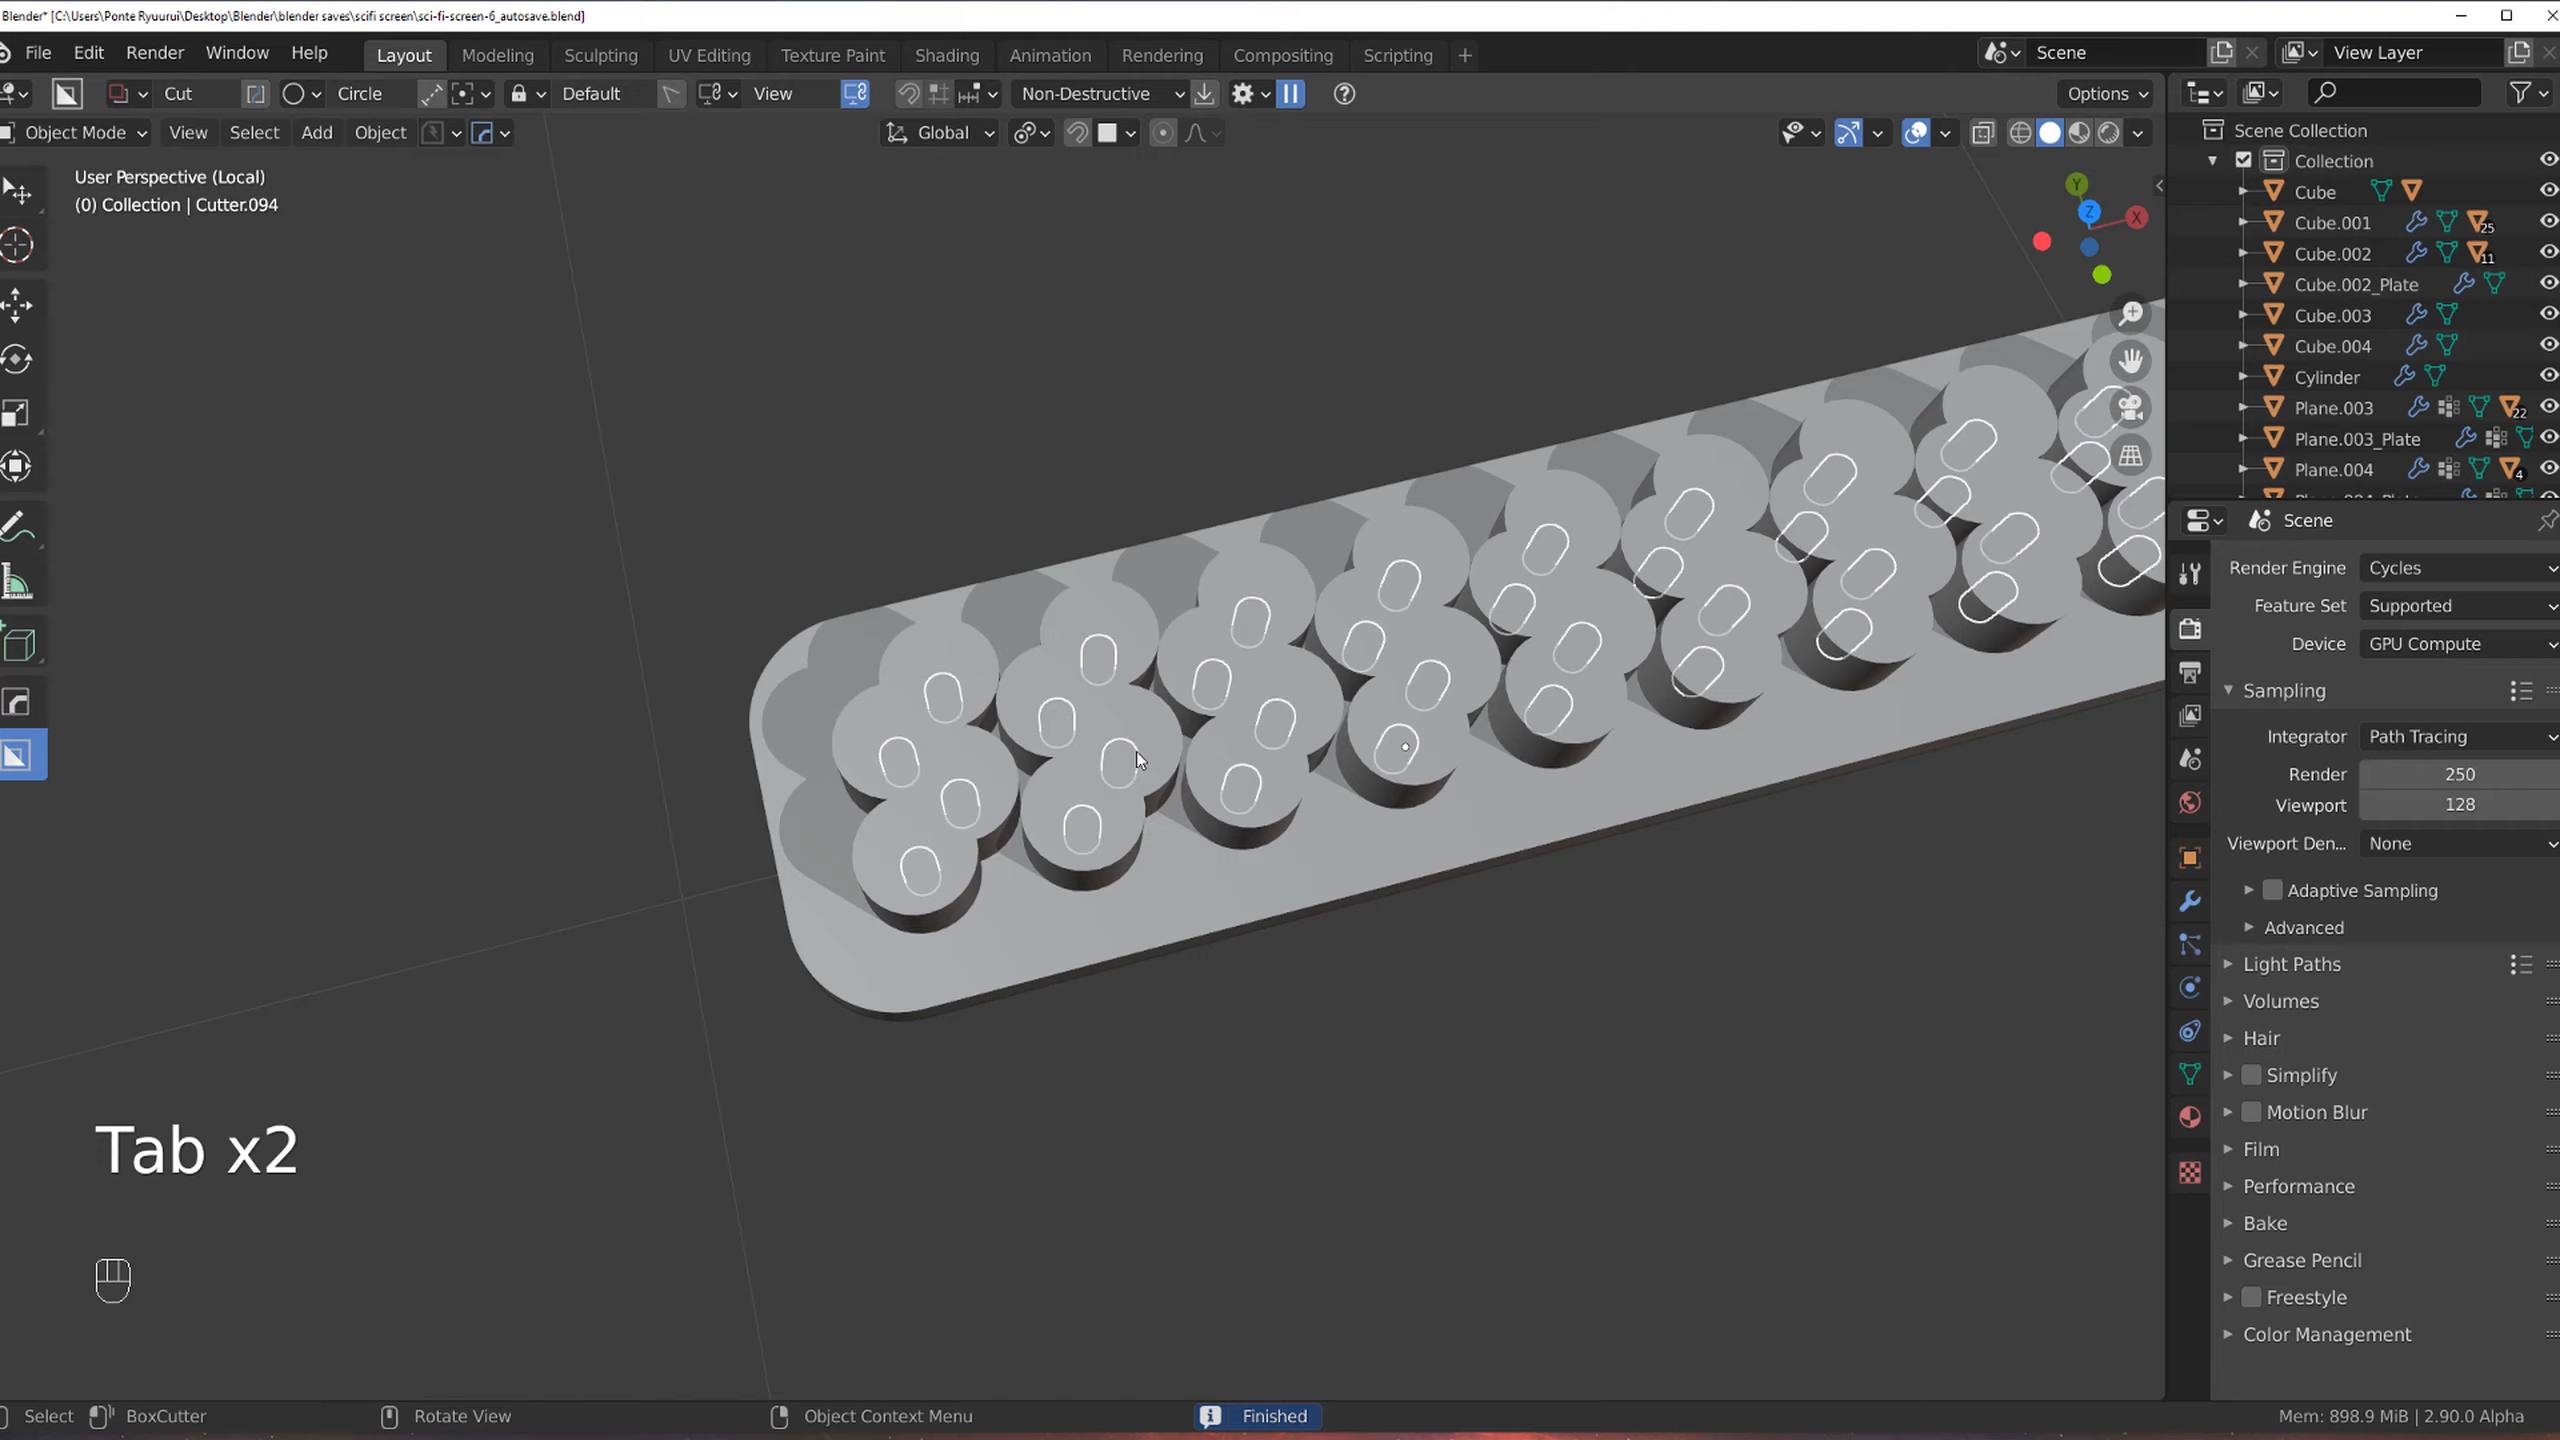 Blender* [C:\Users\Ponte Ryuurui\Desktop\Blender\blender saves\scifi screen\sci-fi-screen-6_autosave.blend]
File Edit Render Window Help Layout Modeling Sculpting UV Editing Texture Paint Shading Animation Rendering Compositing Scripting + Scene View Layer
Cut Circle Default View Non-Destructive Options
Object Mode View Select Add Object Global
User Perspective (Local)
(0) Collection | Cutter.094
Y
Z
X
Scene Collection
Collection
Cube
Cube.001 25
Cube.002 11
Cube.002_Plate
Cube.003
Cube.004
Cylinder
Plane.003 22
Plane.003_Plate
Plane.004 4
Scene
Render Engine Cycles
Feature Set Supported
Device GPU Compute
Sampling
Integrator Path Tracing
Render 250
Viewport 128
Viewport Den... None
Adaptive Sampling
Advanced
Light Paths
Volumes
Hair
Simplify
Motion Blur
Film
Performance
Bake
Grease Pencil
Freestyle
Color Management
Tab x2
Select BoxCutter Rotate View Object Context Menu Finished Mem: 898.9 MiB | 2.90.0 Alpha